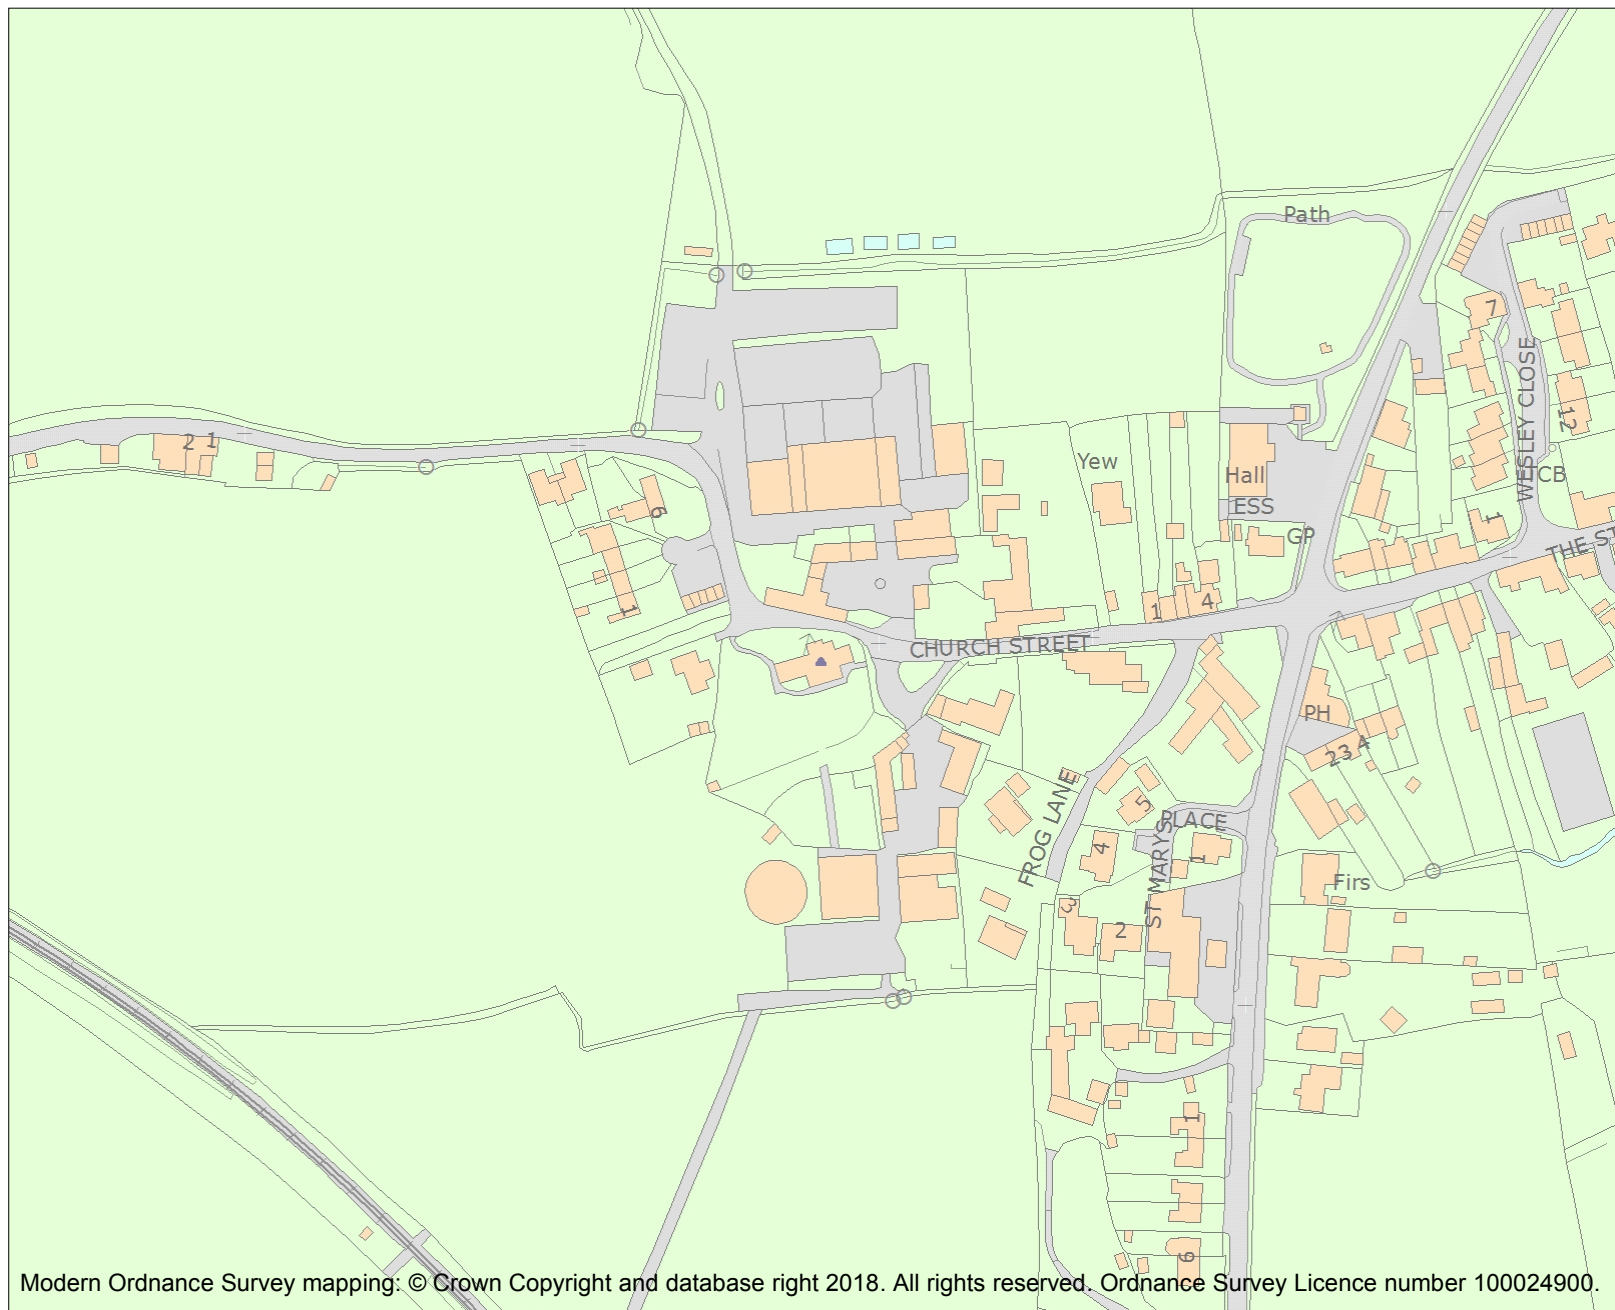 Path
7
WESLEY CLOSE
12
2 1
Yew
Hall
TCB
ESS
6
1
GP
THE ST
1
1
4
CHURCH STREET
PH
2 3 4
FROG LANE
5
PLACE
4
1
ST MARYS
Firs
3
2
1
6
Modern Ordnance Survey mapping: © Crown Copyright and database right 2018. All rights reserved. Ordnance Survey Licence number 100024900.